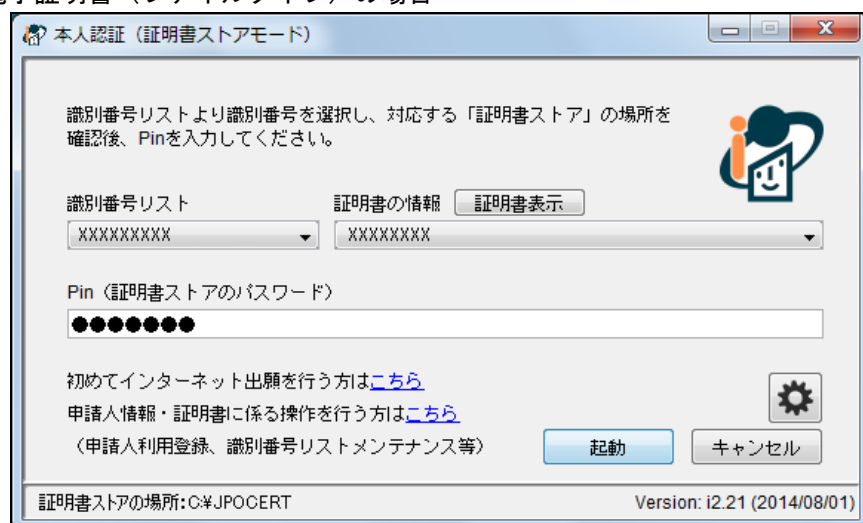 本人認証（証明書ストアモード）
識別番号リストより識別番号を選択し、対応する「証明書ストア」の場所を
確認後、Pinを入力してください。
識別番号リスト 証明書の情報 証明書表示
XXXXXXXXX XXXXXXXX
Pin（証明書ストアのパスワード）
●●●●●●●
初めてインターネット出願を行う方はこちら
申請人情報・証明書に係る操作を行う方はこちら
（申請人利用登録、識別番号リストメンテナンス等） 起動 キャンセル
証明書ストアの場所:C:¥JPOCERT Version: i2.21 (2014/08/01)